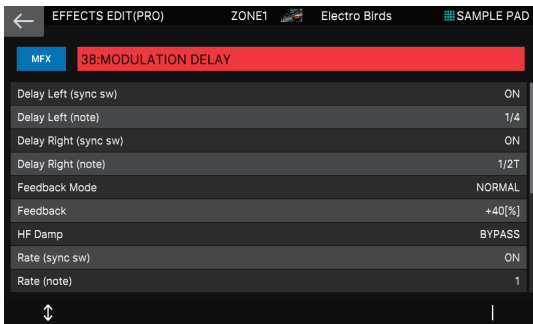 EFFECTS EDIT(PRO) ZONE1 Electro Birds SAMPLE PAD
MFX 38:MODULATION DELAY
Delay Left (sync sw) ON
Delay Left (note) 1/4
Delay Right (sync sw) ON
Delay Right (note) 1/2T
Feedback Mode NORMAL
Feedback +40[%]
HF Damp BYPASS
Rate (sync sw) ON
Rate (note) 1